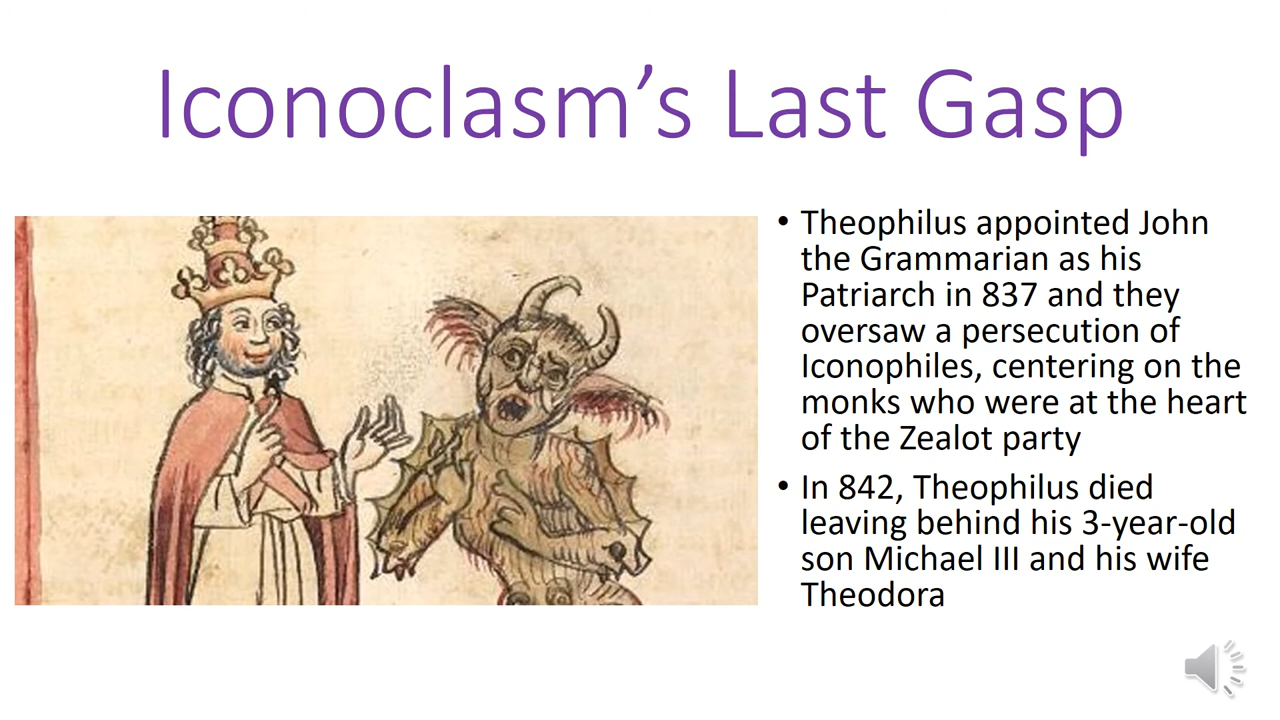 Iconoclasm’s Last Gasp
• Theophilus appointed John
the Grammarian as his
Patriarch in 837 and they
oversaw a persecution of
Iconophiles, centering on the
monks who were at the heart
of the Zealot party
• In 842, Theophilus died
leaving behind his 3-year-old
son Michael III and his wife
Theodora